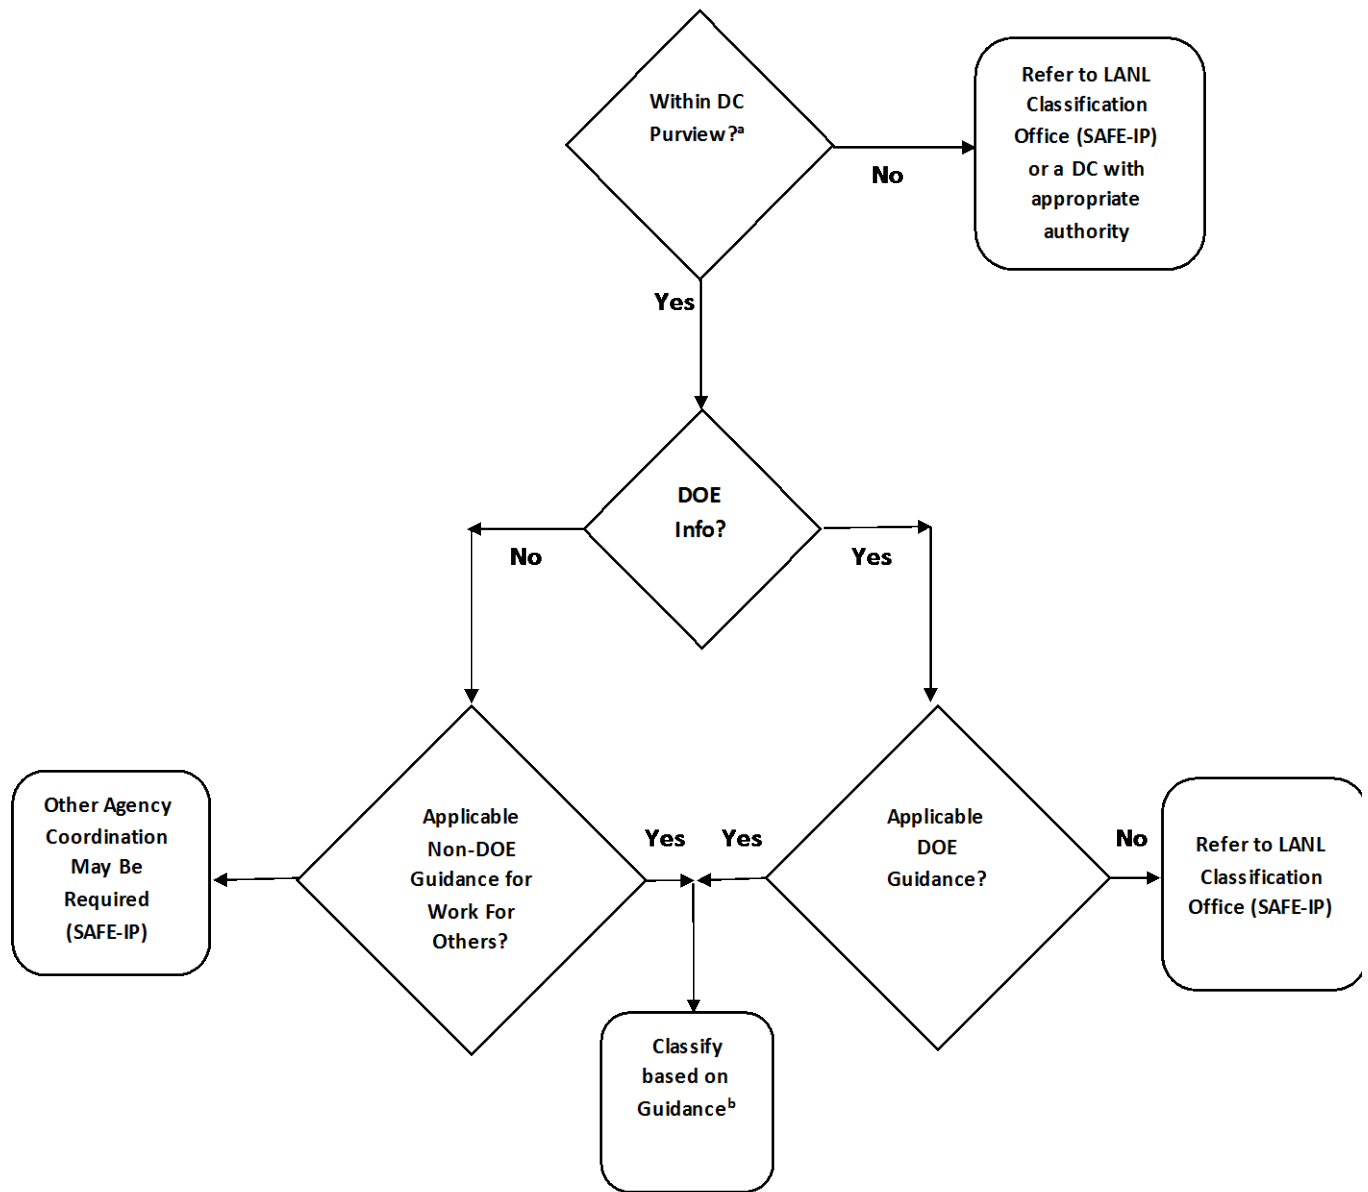 Within DC
Purview?ᵃ
No
Refer to LANL
Classification
Office (SAFE-IP)
or a DC with
appropriate
authority
Yes
DOE
Info?
No
Yes
Other Agency
Coordination
May Be
Required
(SAFE-IP)
Applicable
Non-DOE
Guidance for
Work For
Others?
Yes
Yes
Applicable
DOE
Guidance?
No
Refer to LANL
Classification
Office (SAFE-IP)
Classify
based on
Guidanceᵇ